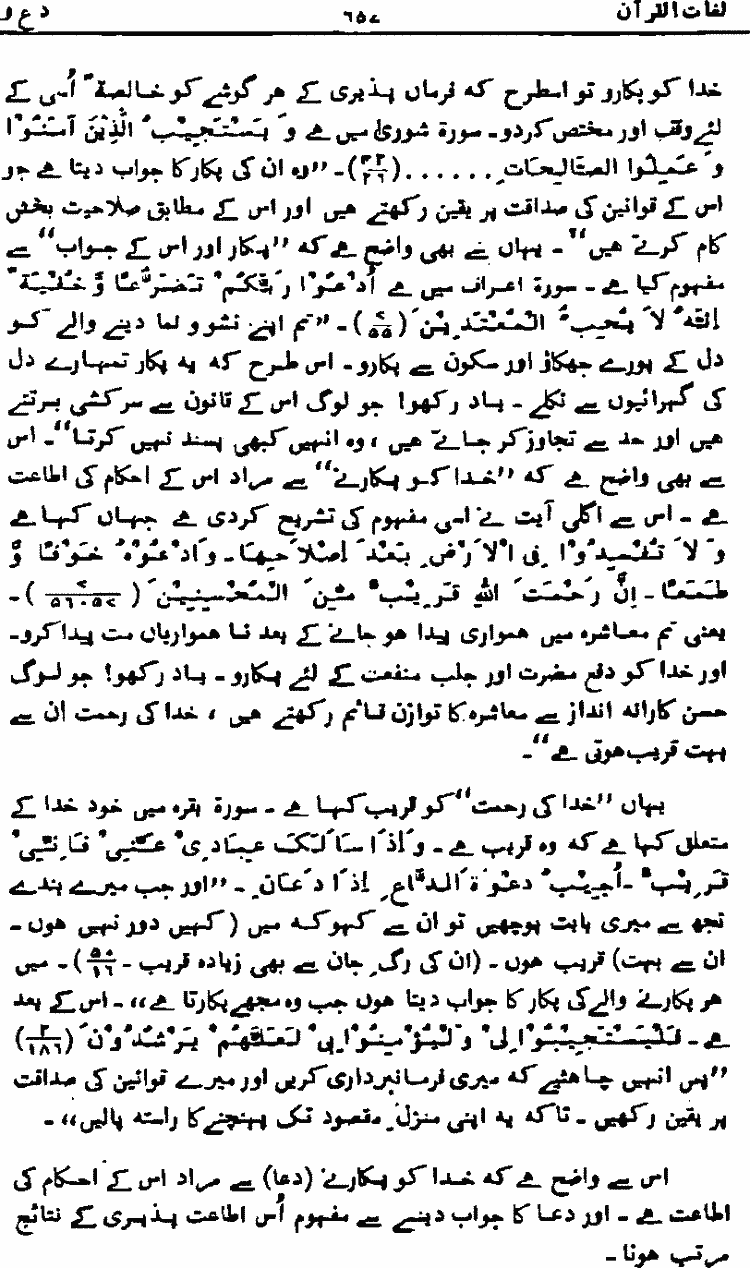 لغات القرآن ٦٥٧ د ع و
خدا کو پکارو تو اسطرح کہ فرماں پذیری کے ہر گوشے کو خالصۃً اُسی کے
لئے وقف اور مختص کردو۔ سورۃ شوریٰ میں ہے وَ یَسْتَجِیْبُ الَّذِیْنَ آمَنُوْا
وَ عَمِلُوا الصَّالِحَاتِ......(۴۲/۲۶)۔ ''وہ ان کی پکار کا جواب دیتا ہے جو
اس کے قوانین کی صداقت پر یقین رکھتے ہیں اور اس کے مطابق صلاحیت بخش
کام کرتے ہیں''۔ یہاں سے بھی واضح ہے کہ ''پکار اور اس کے جواب'' سے
مفہوم کیا ہے۔ سورۃ اعراف میں ہے اُدْعُوْا رَبَّکُمْ تَضَرُّعًا وَّ خُفْیَۃً
اِنَّہٗ لَا یُحِبُّ الْمُعْتَدِیْنَ (۷/۵۵)۔ ''تم اپنے نشو و نما دینے والے کو
دل کے پورے جھکاؤ اور سکون سے پکارو۔ اس طرح کہ یہ پکار تمہارے دل
کی گہرائیوں سے نکلے۔ یاد رکھو! جو لوگ اس کے قانون سے سرکشی برتتے
ہیں اور حد سے تجاوز کر جاتے ہیں، وہ انہیں کبھی پسند نہیں کرتا''۔ اس
سے بھی واضح ہے کہ ''خدا کو پکارنے'' سے مراد اس کے احکام کی اطاعت
ہے۔ اس سے اگلی آیت نے اسی مفہوم کی تشریح کردی ہے جہاں کہا ہے
وَ لَا تُفْسِدُوْا فِی الْاَرْضِ بَعْدَ اِصْلَاحِہَا۔ وَادْعُوْہُ خَوْفًا وَّ
طَمَعًا۔ اِنَّ رَحْمَتَ اللہِ قَرِیْبٌ مِّنَ الْمُحْسِنِیْنَ (۷/۵۶،۵۷)۔
یعنی تم معاشرہ میں ہمواری پیدا ہو جانے کے بعد نا ہمواریاں مت پیدا کرو۔
اور خدا کو دفع مضرت اور جلب منفعت کے لئے پکارو۔ یاد رکھو! جو لوگ
حسن کارانہ انداز سے معاشرہ کا توازن قائم رکھتے ہیں، خدا کی رحمت ان سے
بہت قریب ہوتی ہے''۔
یہاں ''خدا کی رحمت'' کو قریب کہا ہے۔ سورۃ بقرہ میں خود خدا کے
متعلق کہا ہے کہ وہ قریب ہے۔ وَ اِذَا سَاَلَکَ عِبَادِیْ عَنِّیْ فَاِنِّیْ
قَرِیْبٌ۔ اُجِیْبُ دَعْوَۃَ الدَّاعِ اِذَا دَعَانِ۔ ''اور جب میرے بندے
تجھ سے میری بابت پوچھیں تو ان سے کہو کہ میں (کہیں دور نہیں ہوں۔
ان سے بہت) قریب ہوں۔ (ان کی رگِ جان سے بھی زیادہ قریب۔ ۵۰/۱۶)۔ میں
ہر پکارنے والے کی پکار کا جواب دیتا ہوں جب وہ مجھے پکارتا ہے''۔ اس کے بعد
ہے۔ فَلْیَسْتَجِیْبُوْا لِیْ وَلْیُؤْمِنُوْا بِیْ لَعَلَّہُمْ یَرْشُدُوْنَ (۲/۱۸۶)
''پس انہیں چاہئیے کہ میری فرمانبرداری کریں اور میرے قوانین کی صداقت
پر یقین رکھیں۔ تاکہ یہ اپنی منزلِ مقصود تک پہنچنے کا راستہ پالیں''۔
اس سے واضح ہے کہ خدا کو پکارنے (دعا) سے مراد اس کے احکام کی
اطاعت ہے۔ اور دعا کا جواب دینے سے مفہوم اُس اطاعت پذیری کے نتائج
مرتب ہونا۔